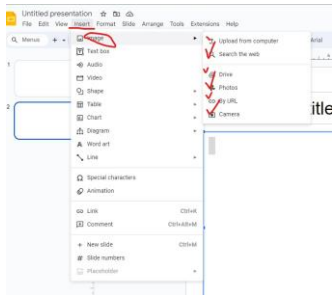 Untitled presentation
File Edit View Insert Format Slide Arrange Tools Extensions Help
Menus
Image
Upload from computer
Arial
Text box
Search the web
Audio
Video
Drive
Shape
Photos
Table
By URL
Chart
Camera
Diagram
Word art
Line
Special characters
Animation
Link Ctrl+K
Comment Ctrl+Alt+M
New slide Ctrl+M
Slide numbers
Placeholder
1
2
itle